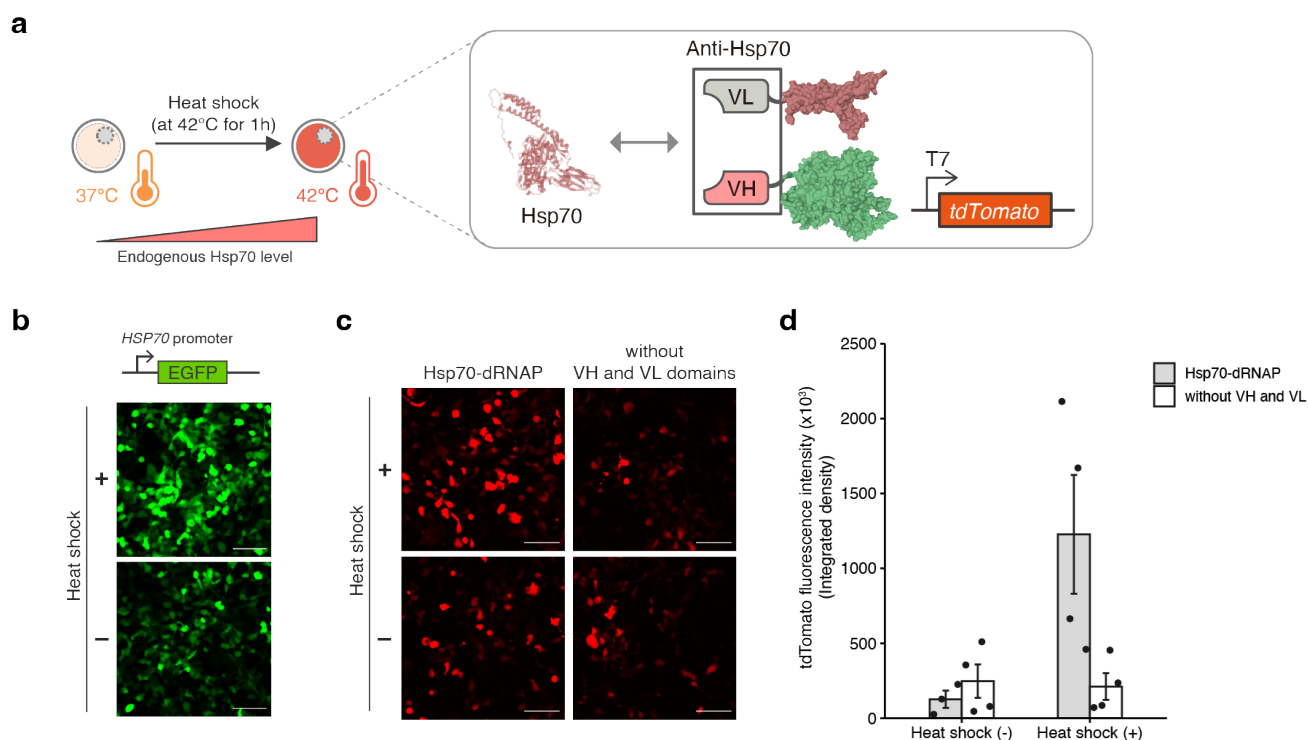 a
Heat shock
(at 42°C for 1h)
37°C
42°C
Endogenous Hsp70 level
Hsp70
Anti-Hsp70
VL
VH
T7
tdTomato
b
HSP70 promoter
EGFP
Heat shock
+
–
c
Hsp70-dRNAP
without
VH and VL domains
Heat shock
+
–
d
tdTomato fluorescence intensity (x10³)
(Integrated density)
2500
2000
1500
1000
500
0
Heat shock (-)
Heat shock (+)
Hsp70-dRNAP
without VH and VL